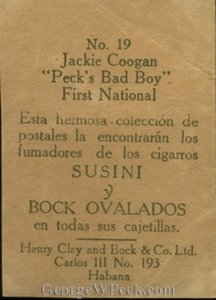 No. 19
Jackie Coogan
"Peck's Bad Boy"
First National
Esta hermosa colección de
postales la encontrarán los
fumadores de los cigarros
SUSINI
y
BOCK OVALADOS
en todas sus cajetillas.
Henry Clay and Bock & Co. Ltd.
Carlos III No. 193
Habana
GeorgeWPeck.com